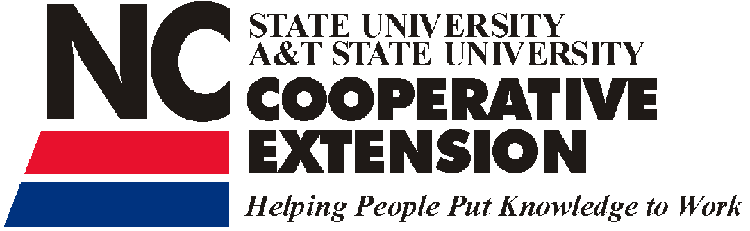 NC
STATE UNIVERSITY
A&T STATE UNIVERSITY
COOPERATIVE
EXTENSION
Helping People Put Knowledge to Work